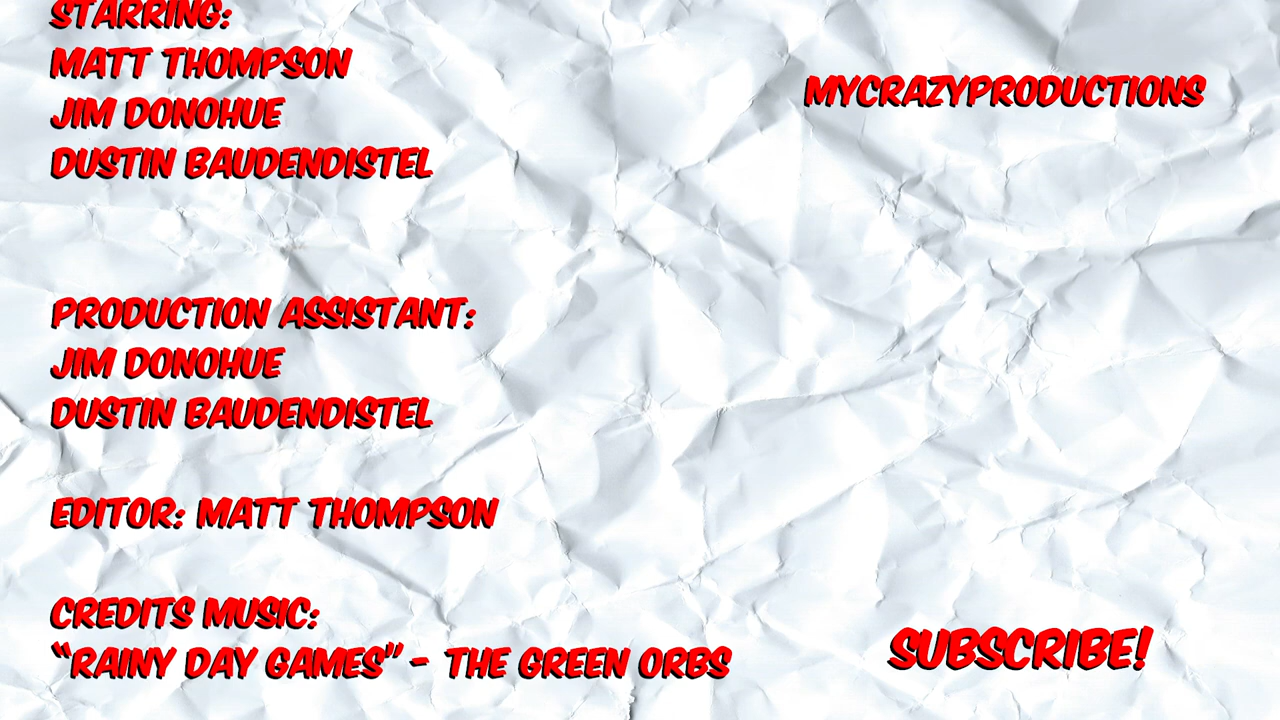 STARRING:
MATT THOMPSON
JIM DONOHUE
DUSTIN BAUDENDISTEL
MYCRAZYPRODUCTIONS
PRODUCTION ASSISTANT:
JIM DONOHUE
DUSTIN BAUDENDISTEL
EDITOR: MATT THOMPSON
CREDITS MUSIC:
“RAINY DAY GAMES” - THE GREEN ORBS
SUBSCRIBE!